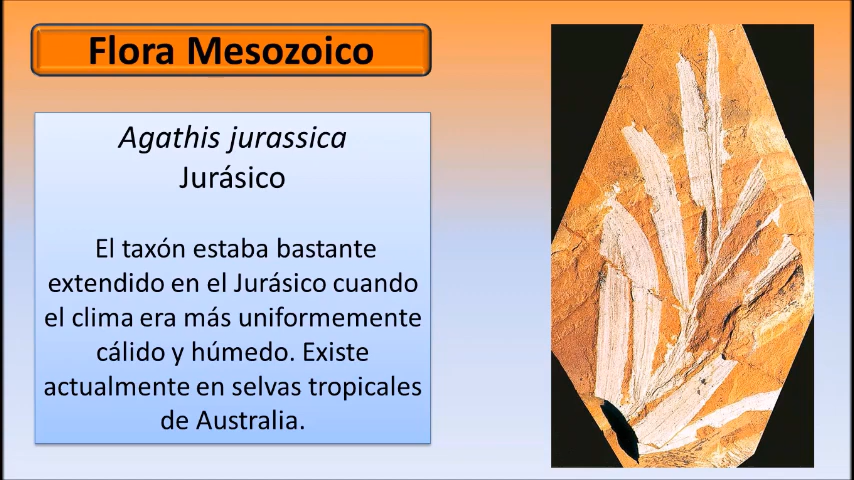 Flora Mesozoico
Agathis jurassica
Jurásico
El taxón estaba bastante
extendido en el Jurásico cuando
el clima era más uniformemente
cálido y húmedo. Existe
actualmente en selvas tropicales
de Australia.